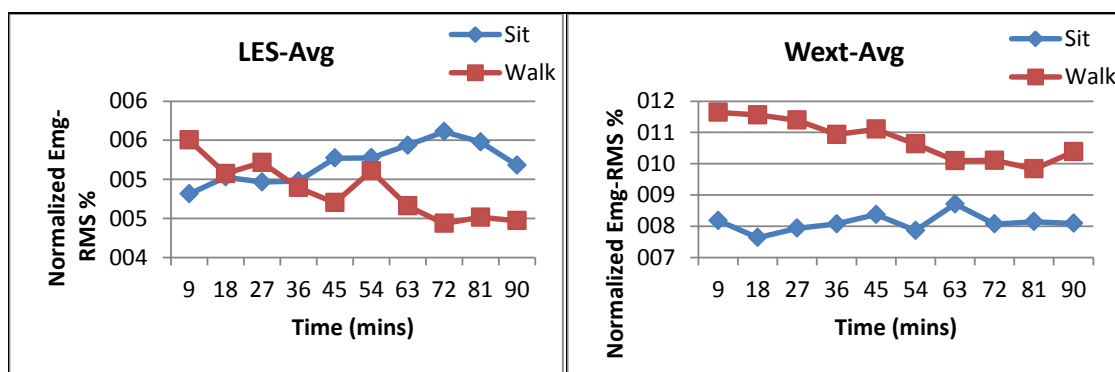 LES-Avg
Sit
Walk
Normalized Emg-
RMS %
006
006
005
005
004
9 18 27 36 45 54 63 72 81 90
Time (mins)
Wext-Avg
Sit
Walk
Normalized Emg-RMS %
012
011
010
009
008
007
9 18 27 36 45 54 63 72 81 90
Time (mins)